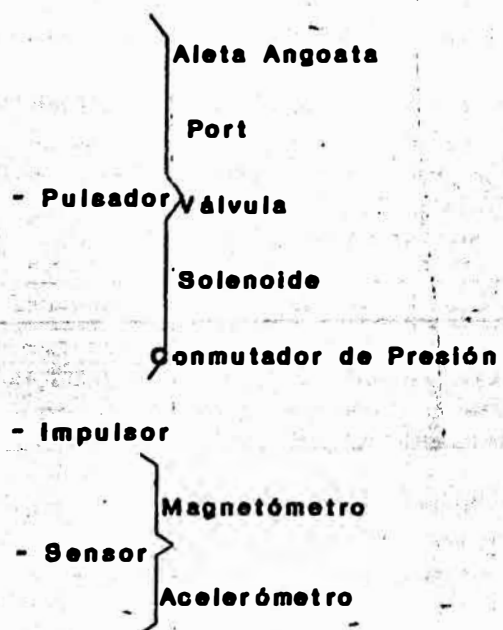 Aleta Angoata
Port
- Pulsador Válvula
Solenoide
Conmutador de Presión
- Impulsor
Magnetómetro
- Sensor
Acelerómetro